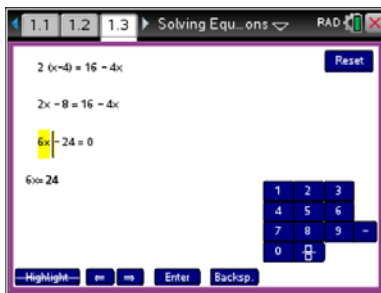 1.1 1.2 1.3 Solving Equ...ons RAD
Reset
2 (x-4) = 16 - 4x
2x - 8 = 16 - 4x
6x - 24 = 0
6x= 24
1 2 3
4 5 6
7 8 9 -
0
Highlight ⇐ ⇒ Enter Backsp.